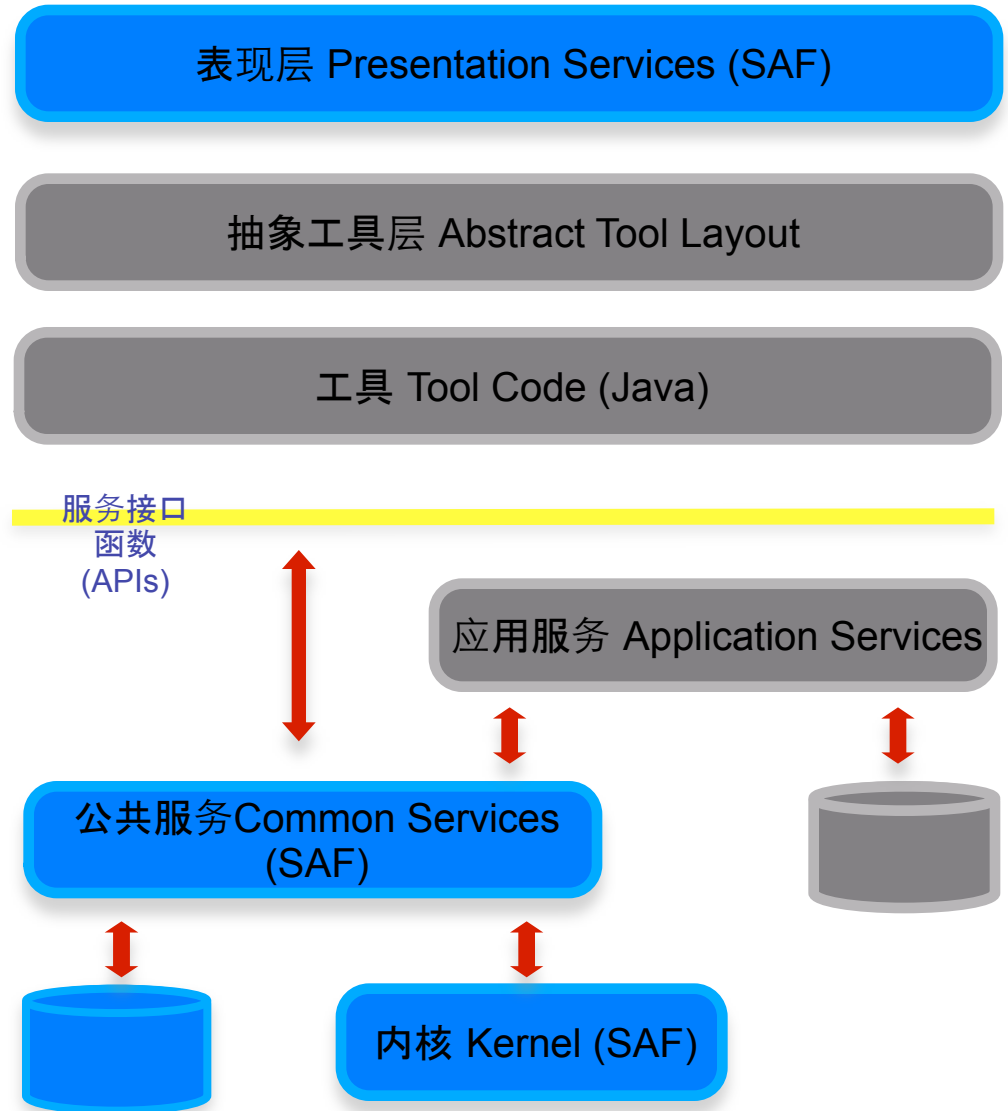 表现层 Presentation Services (SAF)
抽象工具层 Abstract Tool Layout
工具 Tool Code (Java)
服务接口
函数
(APIs)
应用服务 Application Services
公共服务Common Services
(SAF)
内核 Kernel (SAF)